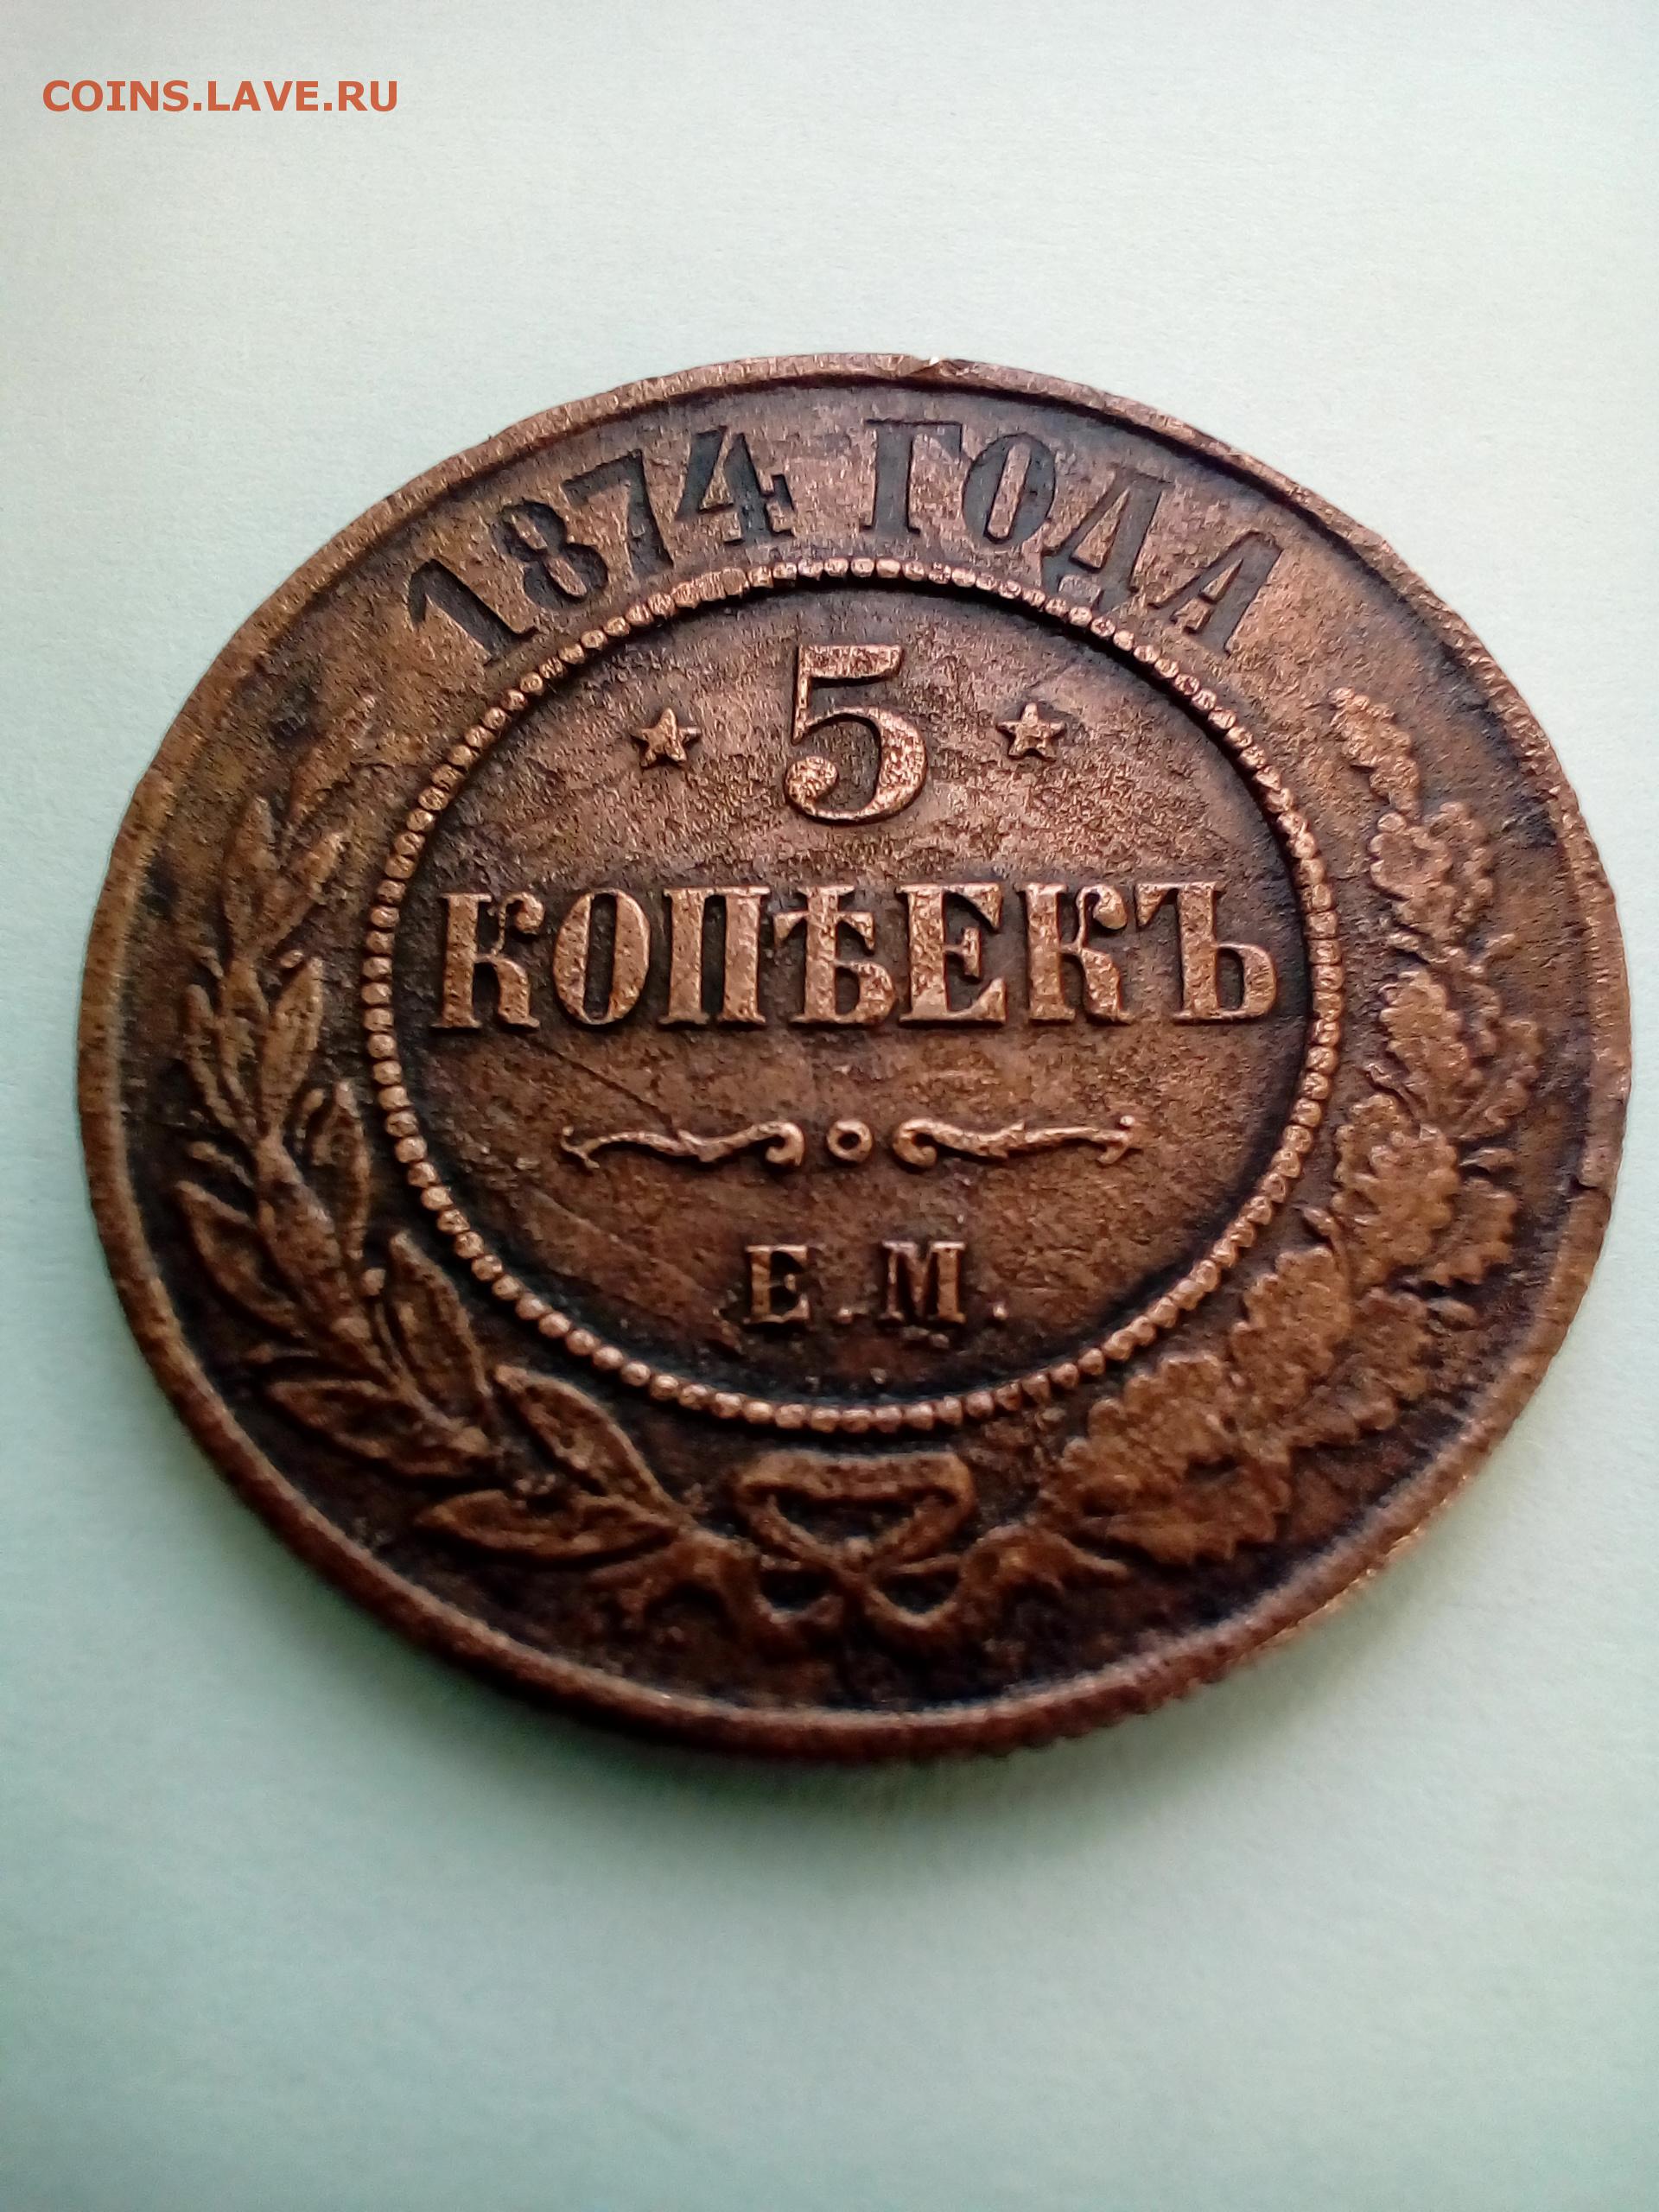 COINS.LAVE.RU
1874 ГОДА
5
КОПѢЕКЪ
Е.М.